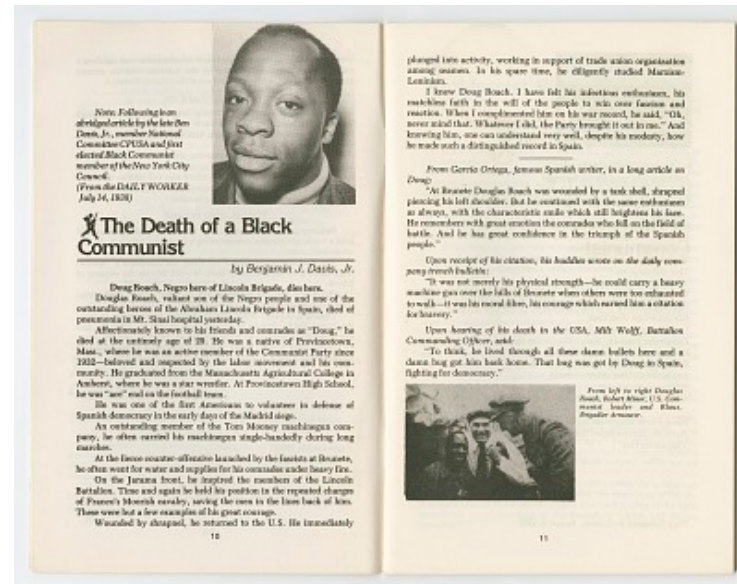 Note: Following is an
abridged article by the late Ben
Davis, Jr., member National
Committee CPUSA and first
elected Black Communist
member of the New York City
Council.
(From the DAILY WORKER
July 14, 1938)
The Death of a Black
Communist
by Benjamin J. Davis, Jr.
Doug Roach, Negro hero of Lincoln Brigade, dies here.
Douglas Roach, valiant son of the Negro people and one of the
outstanding heroes of the Abraham Lincoln Brigade in Spain, died of
pneumonia in Mt. Sinai hospital yesterday.
Affectionately known to his friends and comrades as "Doug," he
died at the untimely age of 29. He was a native of Provincetown,
Mass., where he was an active member of the Communist Party since
1932—beloved and respected by the labor movement and his com-
munity. He graduated from the Massachusetts Agricultural College in
Amherst, where he was a star wrestler. At Provincetown High School,
he was "ace" end on the football team.
He was one of the first Americans to volunteer in defense of
Spanish democracy in the early days of the Madrid siege.
An outstanding member of the Tom Mooney machinegun com-
pany, he often carried his machinegun single-handedly during long
marches.
At the fierce counter-offensive launched by the fascists at Brunete,
he often went for water and supplies for his comrades under heavy fire.
On the Jarama front, he inspired the members of the Lincoln
Battalion. Time and again he held his position in the repeated charges
of Franco's Moorish cavalry, saving the men in the lines back of him.
These were but a few examples of his great courage.
Wounded by shrapnel, he returned to the U.S. He immediately
10
plunged into activity, working in support of trade union organisation
among seamen. In his spare time, he diligently studied Marxism-
Leninism.
I knew Doug Roach. I have felt his infectious enthusiasm, his
matchless faith in the will of the people to win over fascism and
reaction. When I complimented him on his war record, he said, "Oh,
never mind that. Whatever I did, the Party brought it out in me." And
knowing him, one can understand very well, despite his modesty, how
he made such a distinguished record in Spain.
From Garcia Ortega, famous Spanish writer, in a long article on
Doug:
"At Brunete Douglas Roach was wounded by a tank shell, shrapnel
piercing his left shoulder. But he continued with the same enthusiasm
as always, with the characteristic smile which still brightens his face.
He remembers with great emotion the comrades who fell on the field of
battle. And he has great confidence in the triumph of the Spanish
people."
Upon receipt of his citation, his buddies wrote on the daily com-
pany trench bulletin:
"It was not merely his physical strength—he could carry a heavy
machine gun over the hills of Brunete when others were too exhausted
to walk—it was his moral fibre, his courage which earned him a citation
for bravery."
Upon hearing of his death in the USA, Milt Wolff, Battalion
Commanding Officer, said:
"To think, he lived through all these damn bullets here and a
damn bug got him back home. That bug was got by Doug in Spain,
fighting for democracy."
From left to right Douglas
Roach, Robert Minor, U.S. Com-
munist leader and
Brigader
11